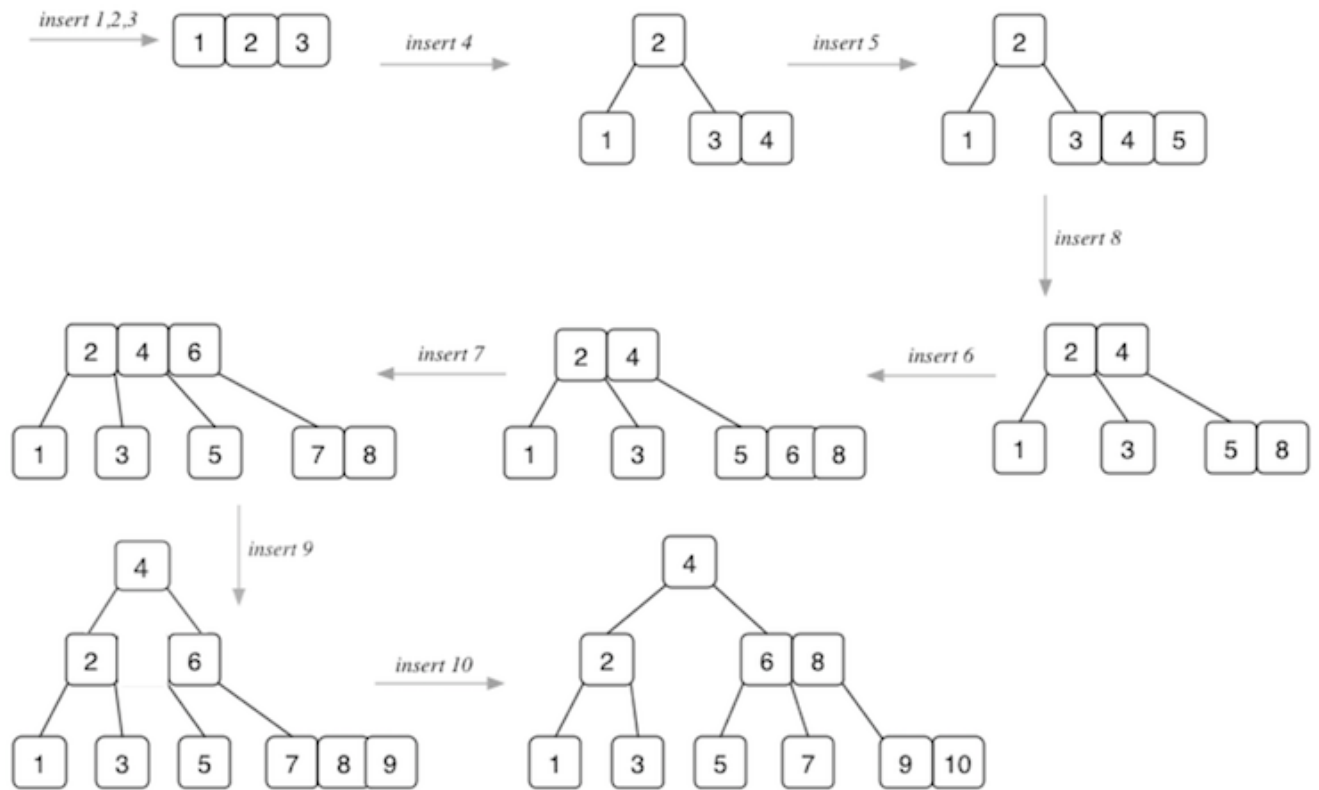 insert 1,2,3
1 2 3
insert 4
2
1 3 4
insert 5
2
1 3 4 5
insert 8
2 4
1 3 5 8
insert 6
2 4
1 3 5 6 8
insert 7
2 4 6
1 3 5 7 8
insert 9
4
2 6
1 3 5 7 8 9
insert 10
4
2 6 8
1 3 5 7 9 10